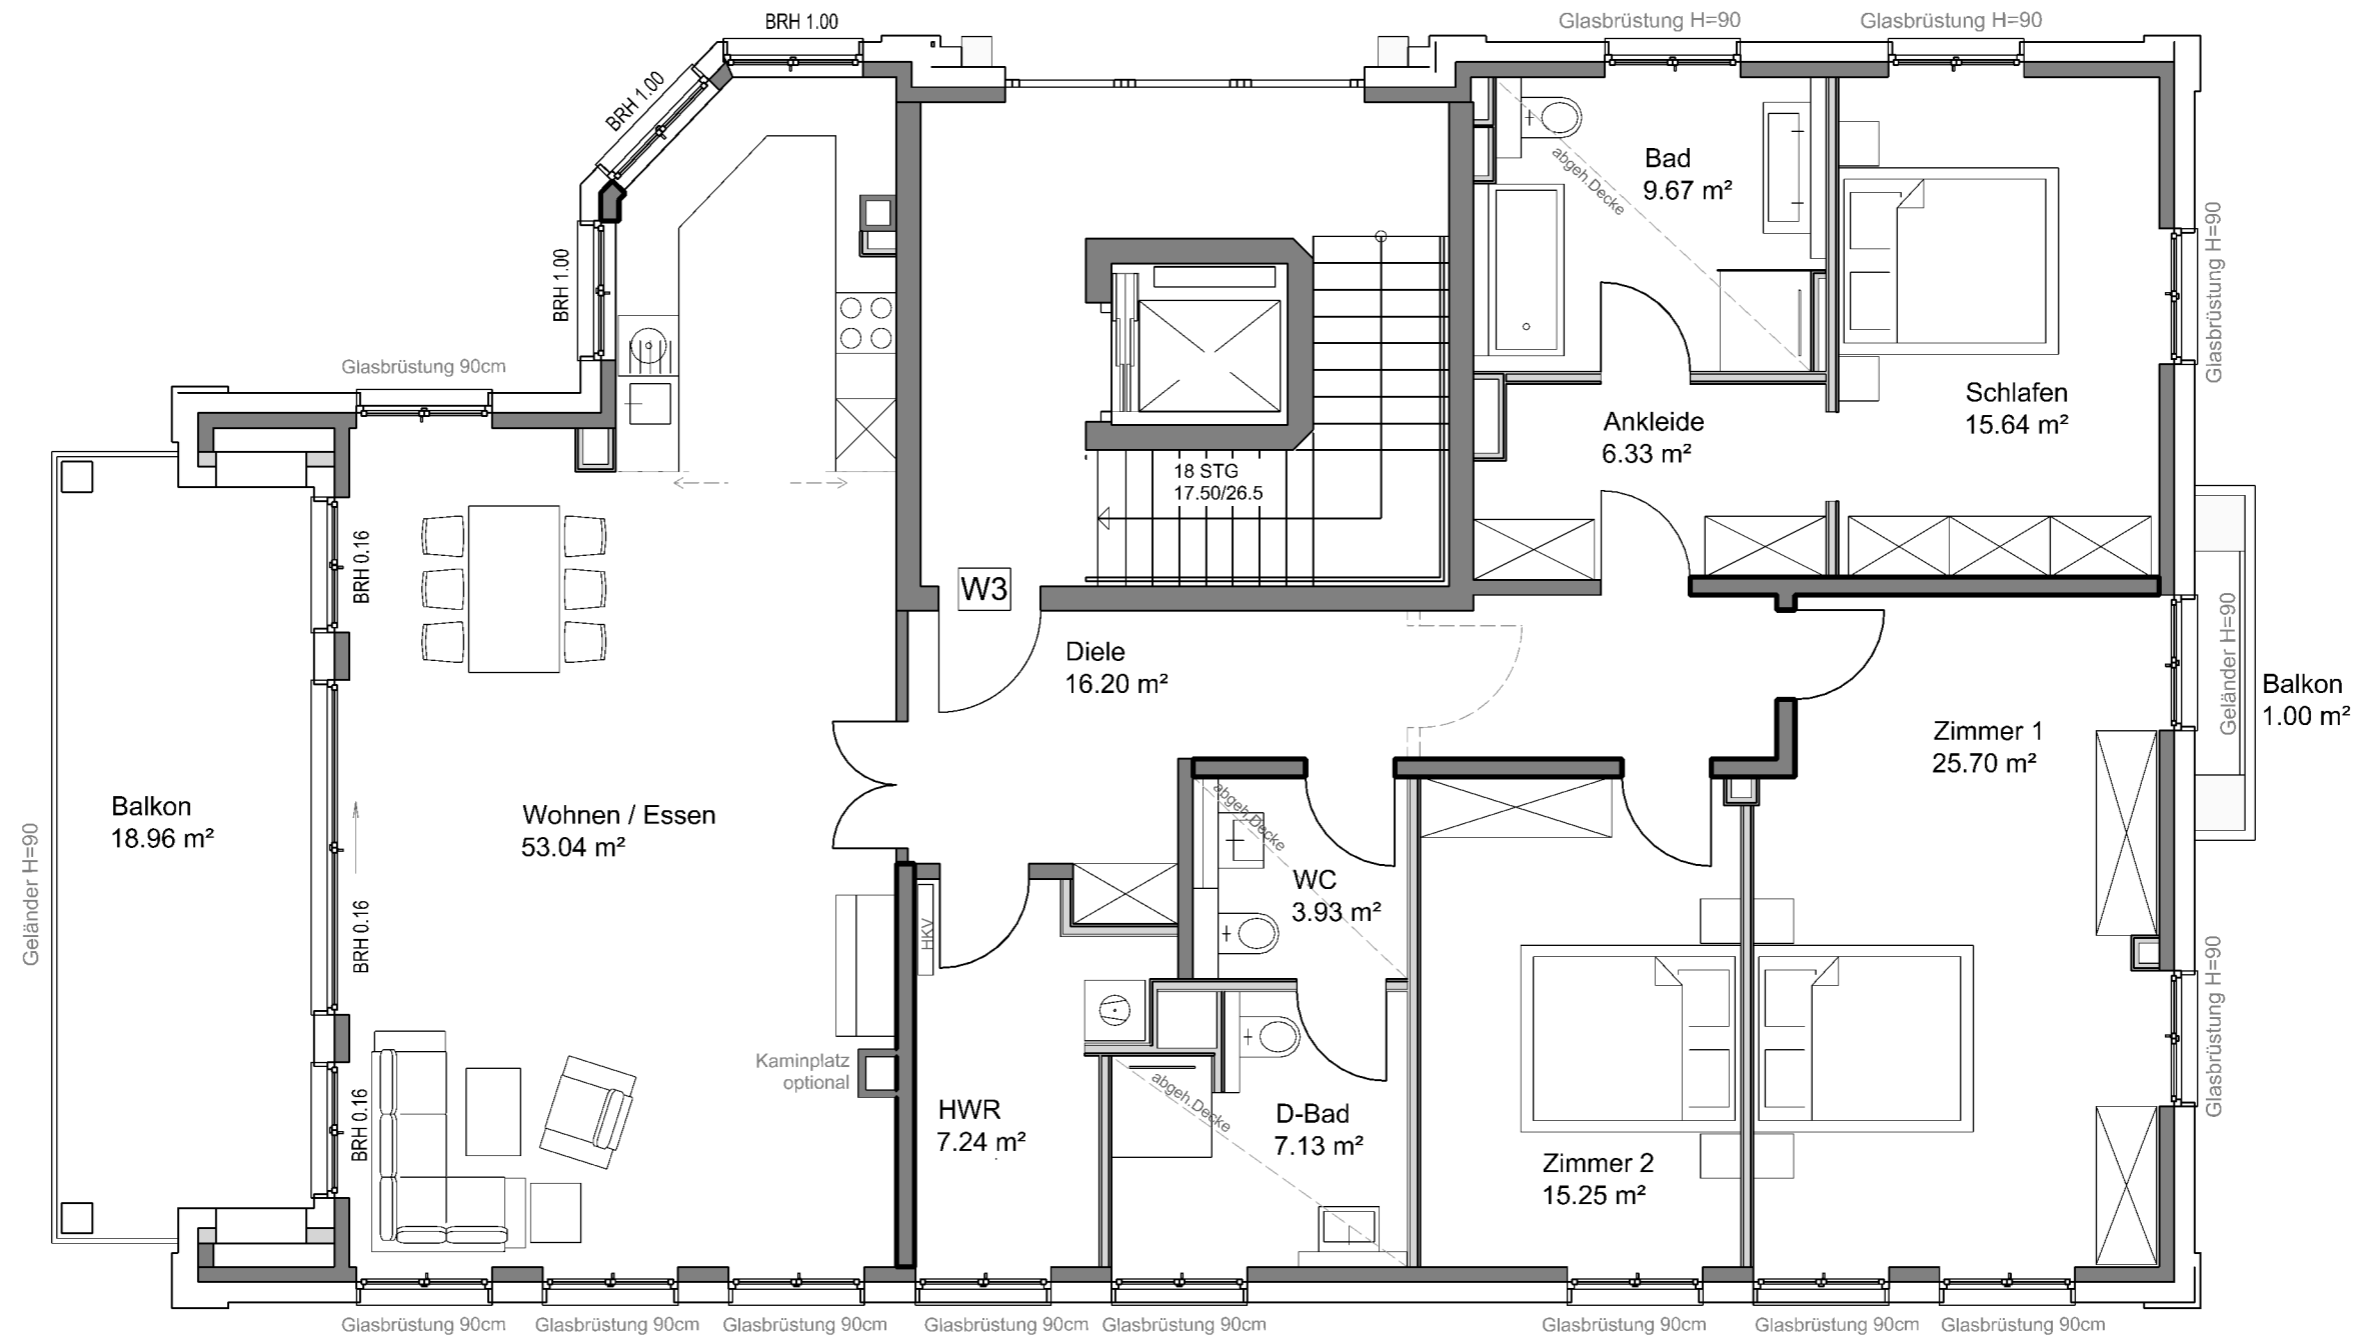 BRH 1.00
Glasbrüstung H=90
Glasbrüstung H=90
BRH 1.00
BRH 1.00
Glasbrüstung 90cm
abgeh.Decke
Bad
9.67 m²
Glasbrüstung H=90
Schlafen
15.64 m²
Ankleide
6.33 m²
18 STG
17.50/26.5
BRH 0.16
W3
Diele
16.20 m²
Geländer H=90
Balkon
1.00 m²
Zimmer 1
25.70 m²
Balkon
18.96 m²
Geländer H=90
Wohnen / Essen
53.04 m²
BRH 0.16
abgeh.Decke
WC
3.93 m²
HKV
Kaminplatz
optional
BRH 0.16
HWR
7.24 m²
abgeh.Decke
D-Bad
7.13 m²
Zimmer 2
15.25 m²
Glasbrüstung H=90
Glasbrüstung 90cm
Glasbrüstung 90cm
Glasbrüstung 90cm
Glasbrüstung 90cm
Glasbrüstung 90cm
Glasbrüstung 90cm
Glasbrüstung 90cm
Glasbrüstung 90cm